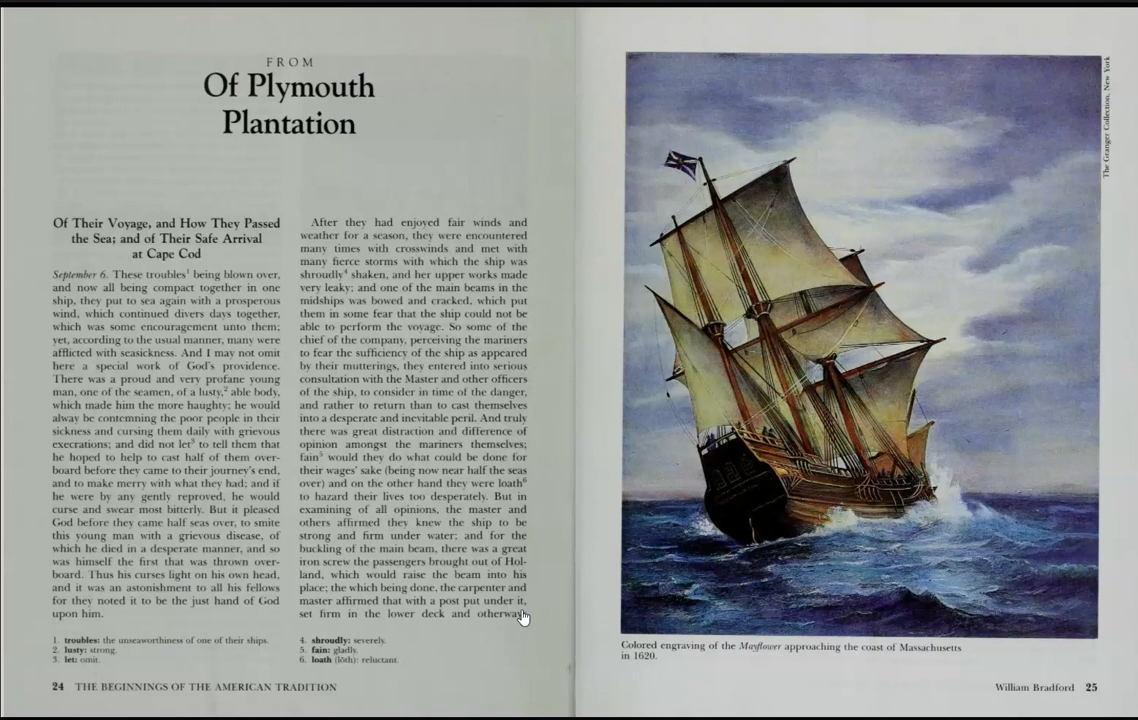 FROM
Of Plymouth
Plantation
Of Their Voyage, and How They Passed
the Sea; and of Their Safe Arrival
at Cape Cod
September 6. These troubles¹ being blown over,
and now all being compact together in one
ship, they put to sea again with a prosperous
wind, which continued divers days together,
which was some encouragement unto them;
yet, according to the usual manner, many were
afflicted with seasickness. And I may not omit
here a special work of God's providence.
There was a proud and very profane young
man, one of the seamen, of a lusty,² able body,
which made him the more haughty; he would
alway be contemning the poor people in their
sickness and cursing them daily with grievous
execrations; and did not let³ to tell them that
he hoped to help to cast half of them over-
board before they came to their journey's end,
and to make merry with what they had; and if
he were by any gently reproved, he would
curse and swear most bitterly. But it pleased
God before they came half seas over, to smite
this young man with a grievous disease, of
which he died in a desperate manner, and so
was himself the first that was thrown over-
board. Thus his curses light on his own head,
and it was an astonishment to all his fellows
for they noted it to be the just hand of God
upon him.
After they had enjoyed fair winds and
weather for a season, they were encountered
many times with crosswinds and met with
many fierce storms with which the ship was
shroudly⁴ shaken, and her upper works made
very leaky; and one of the main beams in the
midships was bowed and cracked, which put
them in some fear that the ship could not be
able to perform the voyage. So some of the
chief of the company, perceiving the mariners
to fear the sufficiency of the ship as appeared
by their mutterings, they entered into serious
consultation with the Master and other officers
of the ship, to consider in time of the danger,
and rather to return than to cast themselves
into a desperate and inevitable peril. And truly
there was great distraction and difference of
opinion amongst the mariners themselves;
fain⁵ would they do what could be done for
their wages' sake (being now near half the seas
over) and on the other hand they were loath⁶
to hazard their lives too desperately. But in
examining of all opinions, the master and
others affirmed they knew the ship to be
strong and firm under water; and for the
buckling of the main beam, there was a great
iron screw the passengers brought out of Hol-
land, which would raise the beam into his
place; the which being done, the carpenter and
master affirmed that with a post put under it,
set firm in the lower deck and otherways
1. troubles: the unseaworthiness of one of their ships.
2. lusty: strong.
3. let: omit.
4. shroudly: severely.
5. fain: gladly.
6. loath (lōth): reluctant.
24 THE BEGINNINGS OF THE AMERICAN TRADITION
The Granger Collection, New York
Colored engraving of the Mayflower approaching the coast of Massachusetts
in 1620.
William Bradford 25